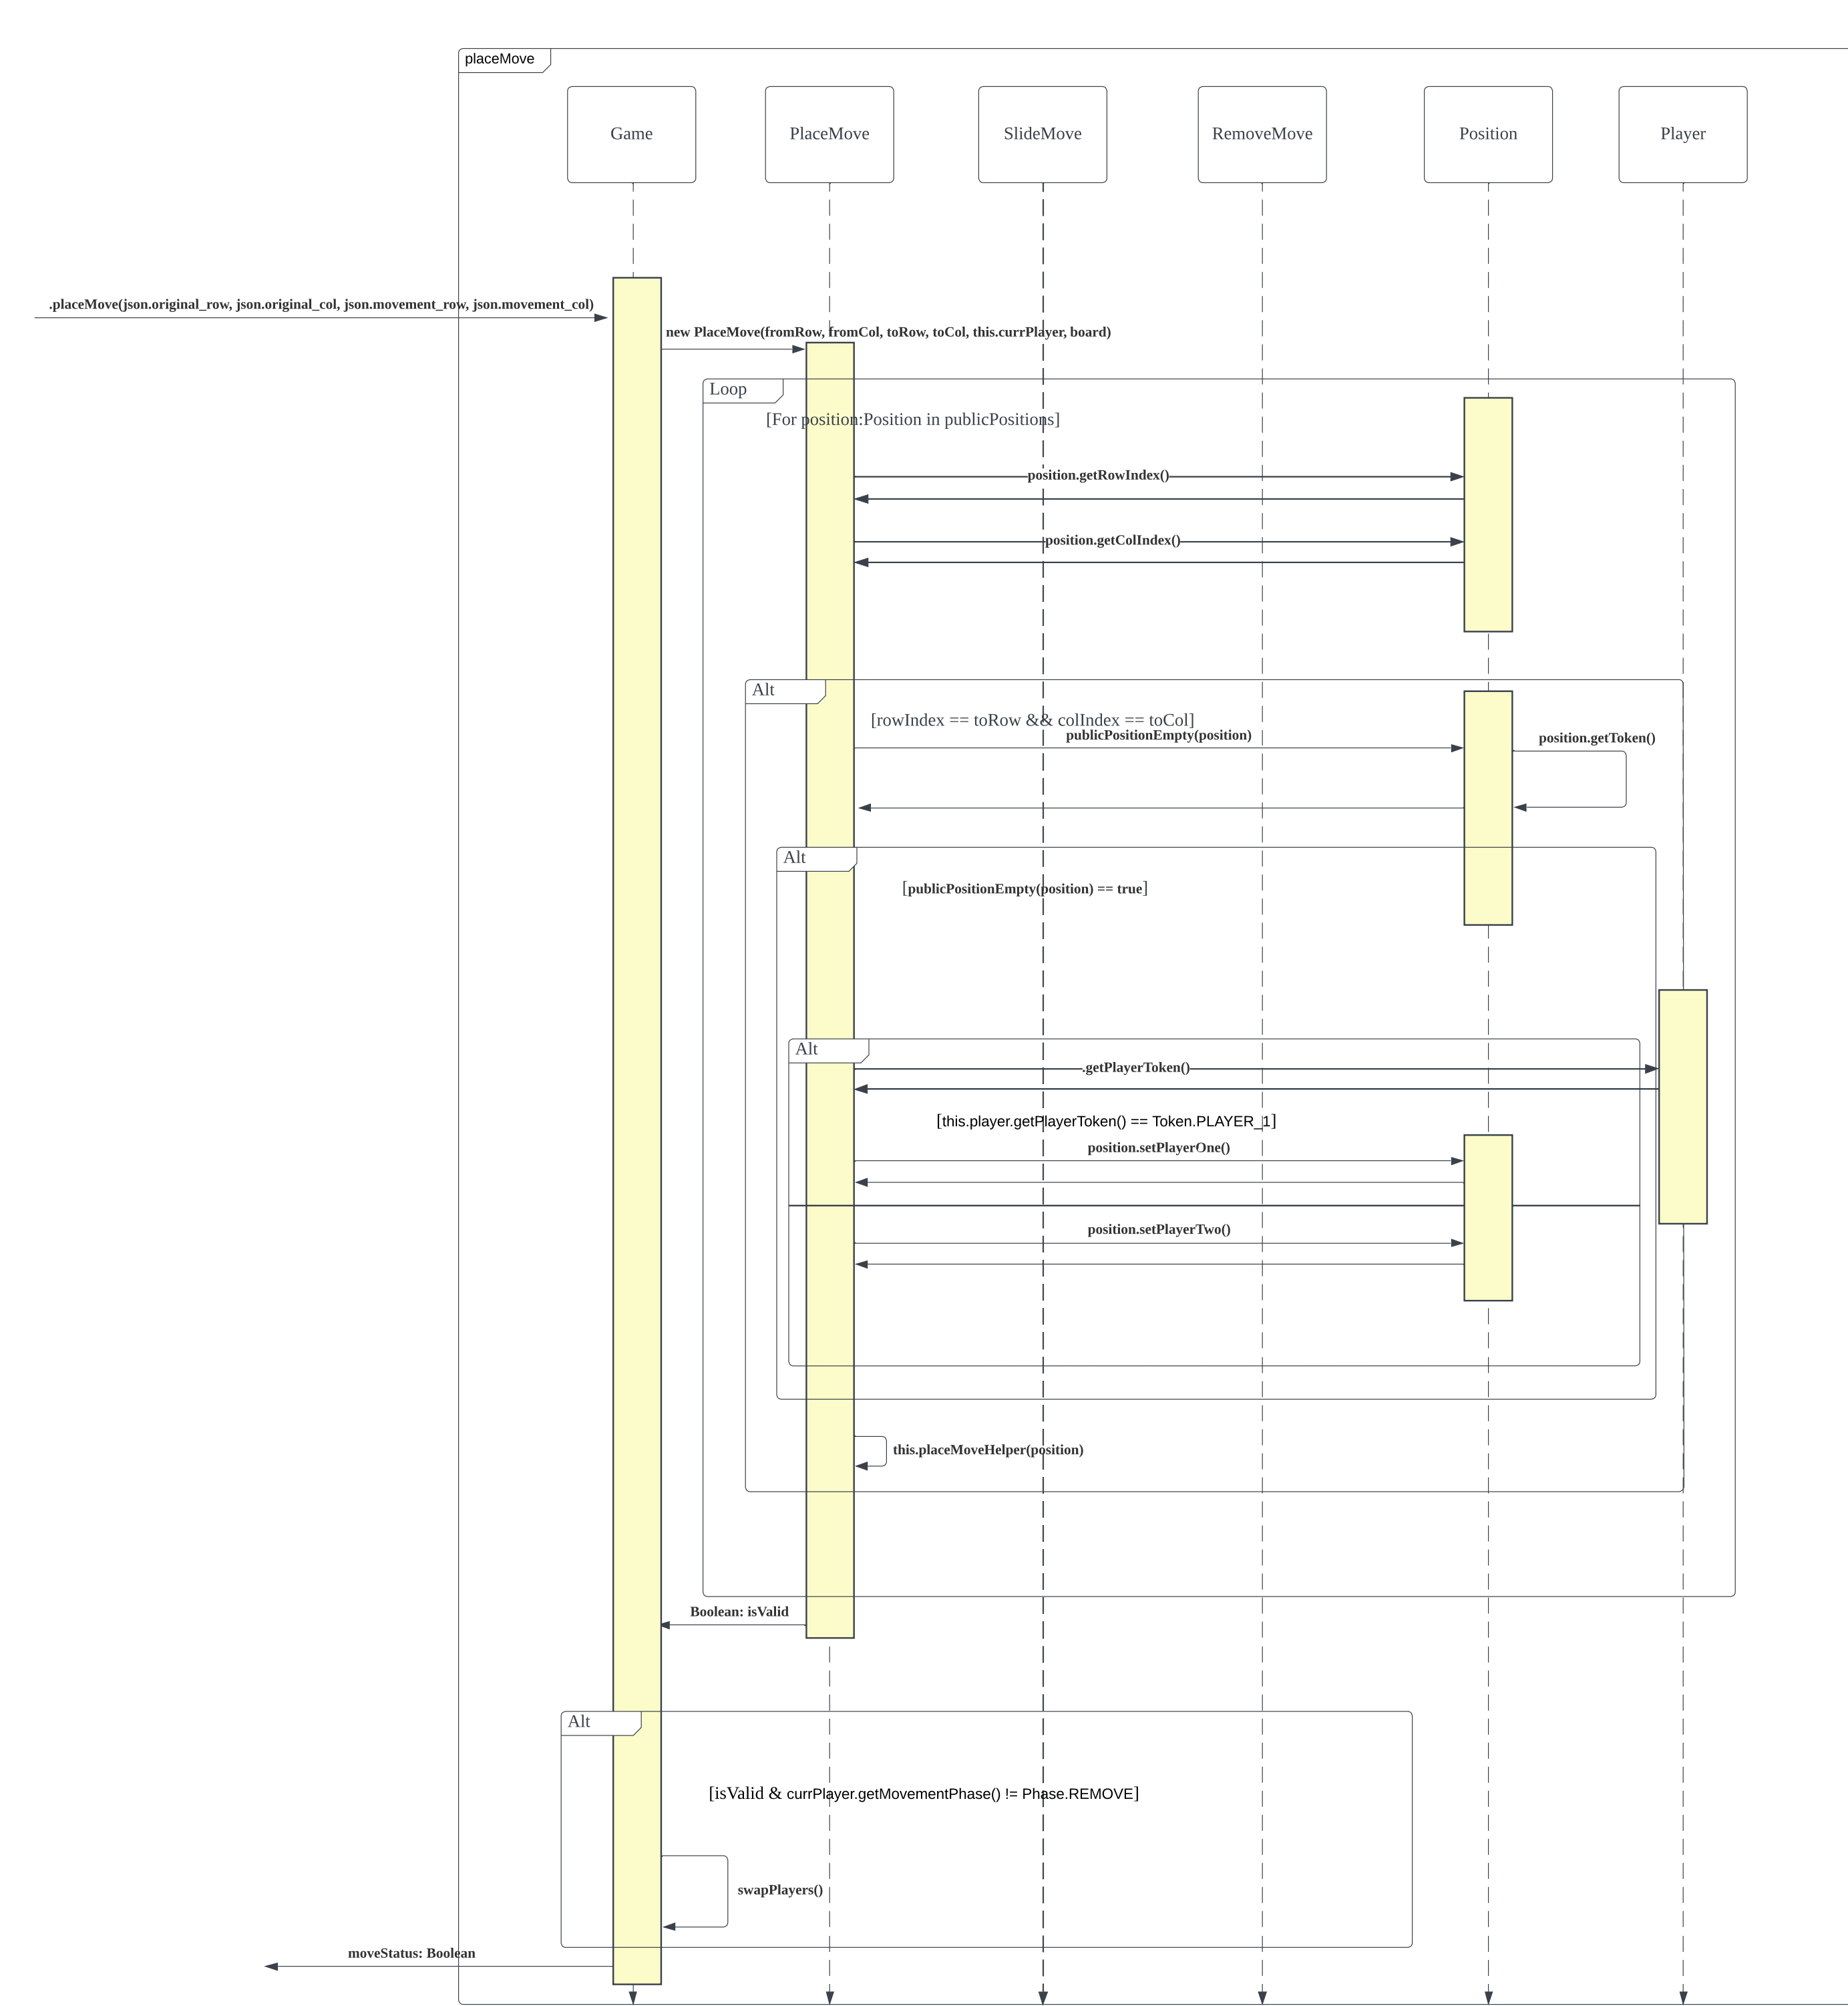 placeMove
Game
PlaceMove
SlideMove
RemoveMove
Position
Player
.placeMove(json.original_row, json.original_col, json.movement_row, json.movement_col)
new PlaceMove(fromRow, fromCol, toRow, toCol, this.currPlayer, board)
Loop
[For position:Position in publicPositions]
position.getRowIndex()
position.getColIndex()
Alt
[rowIndex == toRow && colIndex == toCol]
publicPositionEmpty(position)
position.getToken()
Alt
[publicPositionEmpty(position) == true]
Alt
.getPlayerToken()
[this.player.getPlayerToken() == Token.PLAYER_1]
position.setPlayerOne()
position.setPlayerTwo()
this.placeMoveHelper(position)
Boolean: isValid
Alt
[isValid & currPlayer.getMovementPhase() != Phase.REMOVE]
swapPlayers()
moveStatus: Boolean